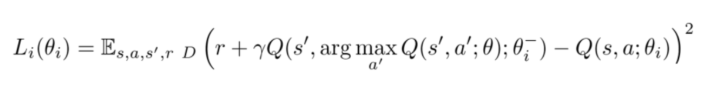 L_i(θ_i) = 𝔼_{s,a,s′,r D} (r + γQ(s′, arg max_{a′} Q(s′, a′; θ); θ_i^−) − Q(s, a; θ_i))^2